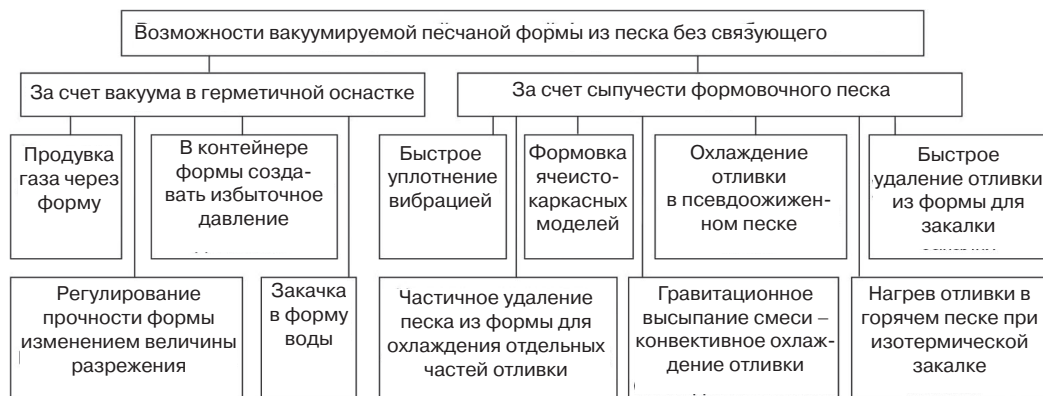 Возможности вакуумируемой песчаной формы из песка без связующего
За счет вакуума в герметичной оснастке
За счет сыпучести формовочного песка
Продувка
газа через
форму
В контейнере
формы созда-
вать избыточное
давление
Быстрое
уплотнение
вибрацией
Формовка
ячеисто-
каркасных
моделей
Охлаждение
отливки
в псевдоожижен-
ном песке
Быстрое
удаление отливки
из формы для
закалки
Регулирование
прочности формы
изменением величины
разрежения
Закачка
в форму
воды
Частичное удаление
песка из формы для
охлаждения отдельных
частей отливки
Гравитационное
высыпание смеси –
конвективное охлаж-
дение отливки
Нагрев отливки в
горячем песке при
изотермической
закалке